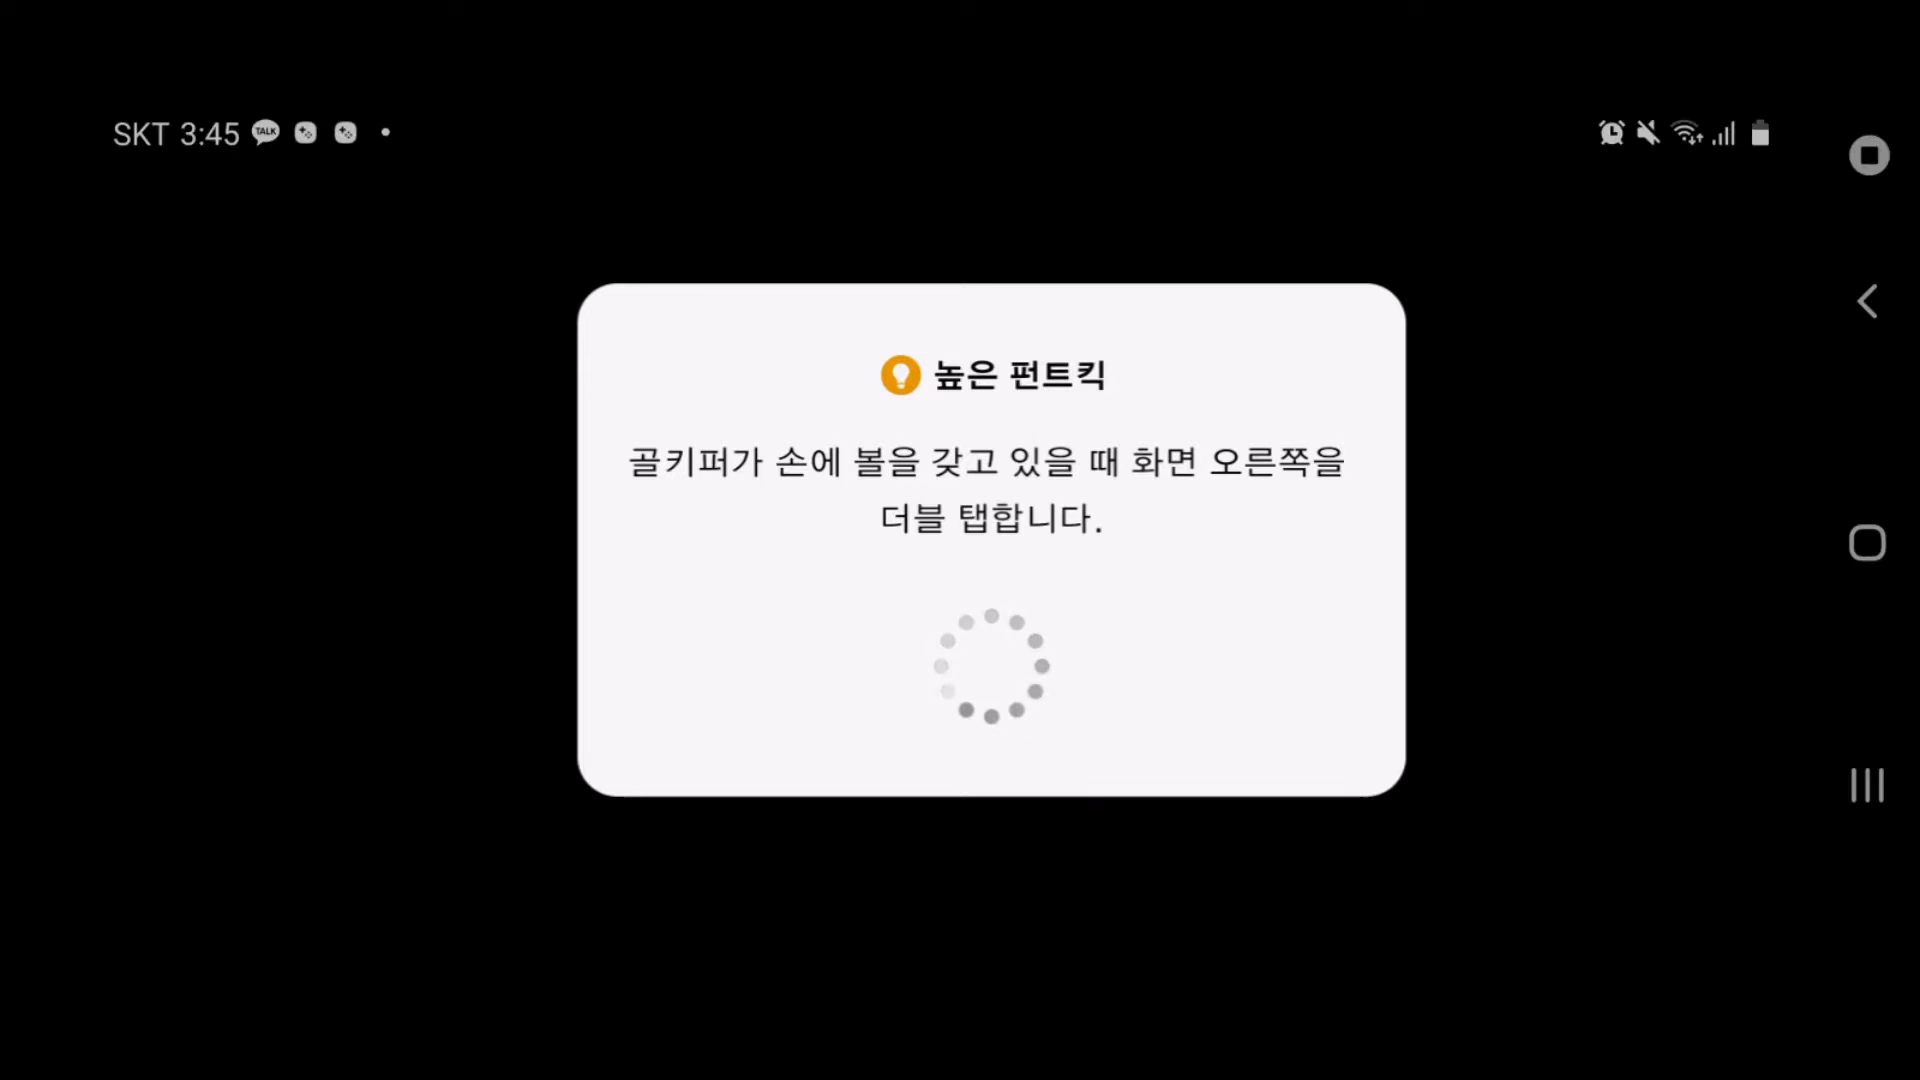 SKT 3:45 TALK
높은 펀트킥
골키퍼가 손에 볼을 갖고 있을 때 화면 오른쪽을
더블 탭합니다.